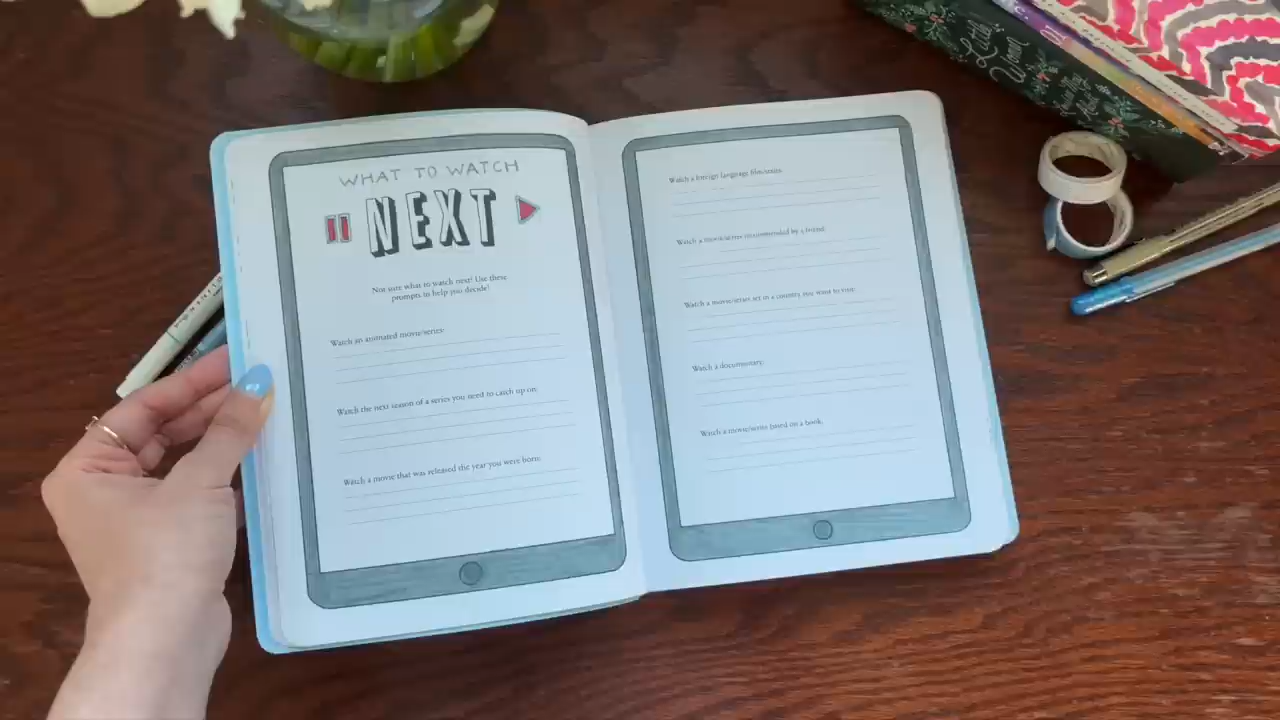 WHAT TO WATCH
NEXT
Not sure what to watch next? Use these
prompts to help you decide!
Watch an animated movie/series:
Watch the next season of a series you need to catch up on:
Watch a movie that was released the year you were born:
Watch a foreign language film/series:
Watch a movie/series recommended by a friend:
Watch a movie/series set in a country you want to visit:
Watch a documentary:
Watch a movie/series based on a book:
Little